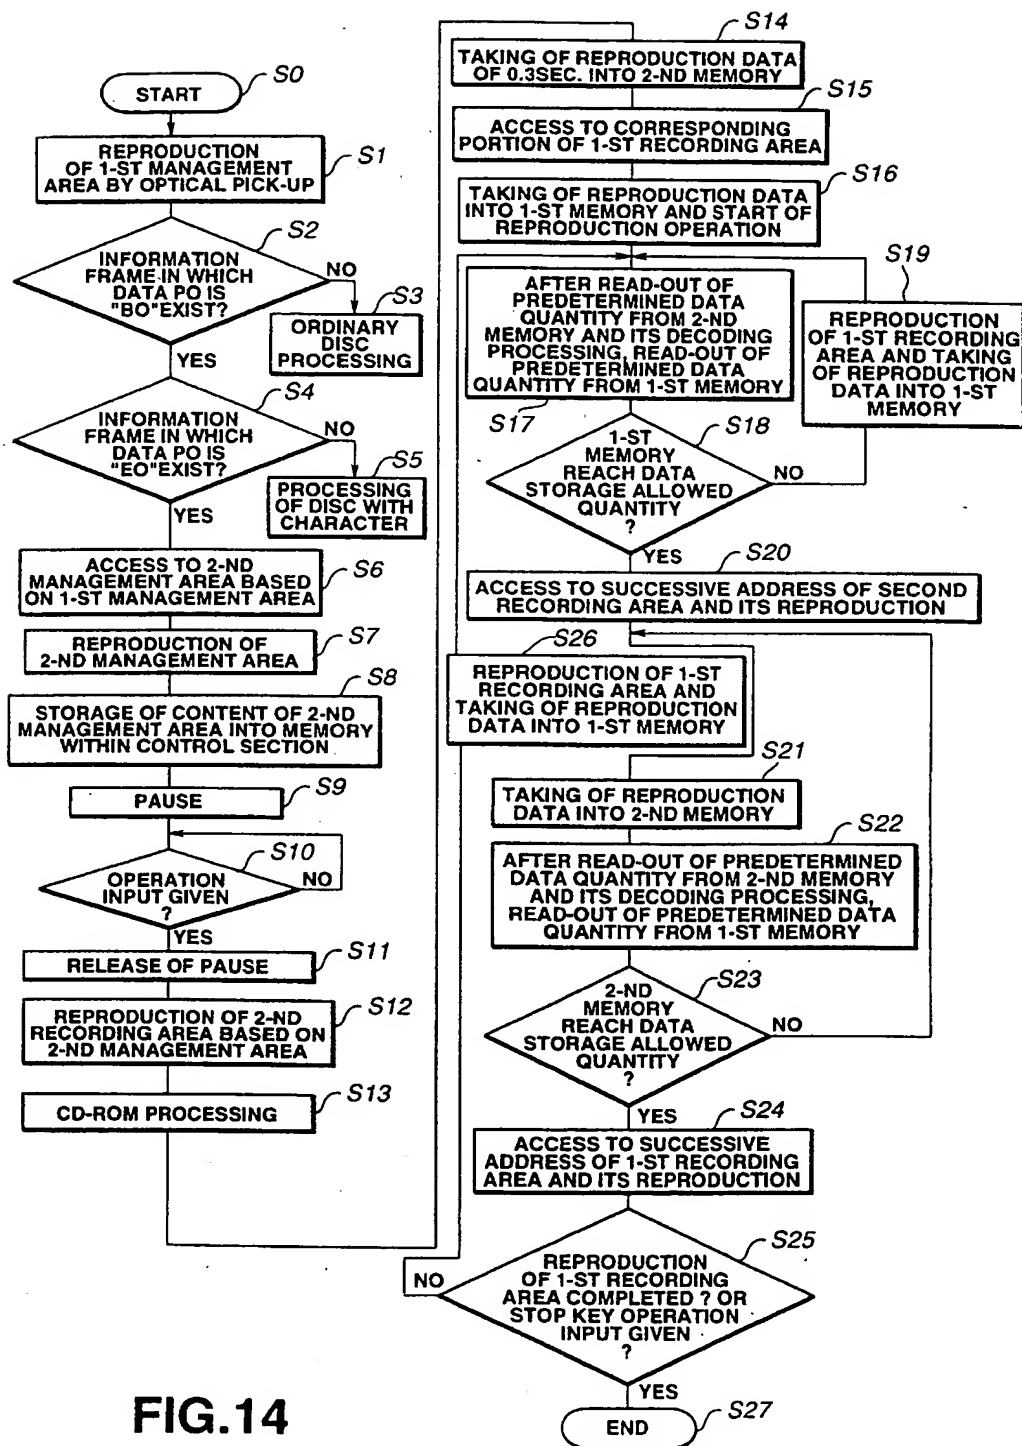 S0
START
REPRODUCTION
OF 1-ST MANAGEMENT
AREA BY OPTICAL PICK-UP
S1
S2
INFORMATION
FRAME IN WHICH
DATA PO IS
"BO"EXIST?
NO
YES
S3
ORDINARY
DISC
PROCESSING
S4
INFORMATION
FRAME IN WHICH
DATA PO IS
"EO"EXIST?
NO
YES
S5
PROCESSING
OF DISC WITH
CHARACTER
ACCESS TO 2-ND
MANAGEMENT AREA BASED
ON 1-ST MANAGEMENT AREA
S6
REPRODUCTION OF
2-ND MANAGEMENT AREA
S7
S8
STORAGE OF CONTENT OF 2-ND
MANAGEMENT AREA INTO MEMORY
WITHIN CONTROL SECTION
PAUSE
S9
S10
OPERATION
INPUT GIVEN
?
NO
YES
S11
RELEASE OF PAUSE
REPRODUCTION OF 2-ND
RECORDING AREA BASED ON
2-ND MANAGEMENT AREA
S12
CD-ROM PROCESSING
S13
S14
TAKING OF REPRODUCTION DATA
OF 0.3SEC. INTO 2-ND MEMORY
S15
ACCESS TO CORRESPONDING
PORTION OF 1-ST RECORDING AREA
S16
TAKING OF REPRODUCTION DATA
INTO 1-ST MEMORY AND START OF
REPRODUCTION OPERATION
AFTER READ-OUT OF
PREDETERMINED DATA
QUANTITY FROM 2-ND
MEMORY AND ITS DECODING
PROCESSING, READ-OUT OF
PREDETERMINED DATA
QUANTITY FROM 1-ST MEMORY
S17
S18
1-ST
MEMORY
REACH DATA
STORAGE ALLOWED
QUANTITY
?
NO
YES
S19
REPRODUCTION
OF 1-ST RECORDING
AREA AND TAKING
OF REPRODUCTION
DATA INTO 1-ST
MEMORY
S20
ACCESS TO SUCCESSIVE ADDRESS OF SECOND
RECORDING AREA AND ITS REPRODUCTION
S26
REPRODUCTION OF 1-ST
RECORDING AREA AND
TAKING OF REPRODUCTION
DATA INTO 1-ST MEMORY
S21
TAKING OF REPRODUCTION
DATA INTO 2-ND MEMORY
S22
AFTER READ-OUT OF PREDETERMINED
DATA QUANTITY FROM 2-ND MEMORY
AND ITS DECODING PROCESSING,
READ-OUT OF PREDETERMINED DATA
QUANTITY FROM 1-ST MEMORY
S23
2-ND
MEMORY
REACH DATA
STORAGE ALLOWED
QUANTITY
?
NO
YES
S24
ACCESS TO SUCCESSIVE
ADDRESS OF 1-ST RECORDING
AREA AND ITS REPRODUCTION
S25
REPRODUCTION
OF 1-ST RECORDING
AREA COMPLETED ? OR
STOP KEY OPERATION
INPUT GIVEN
?
NO
YES
END
S27
FIG.14